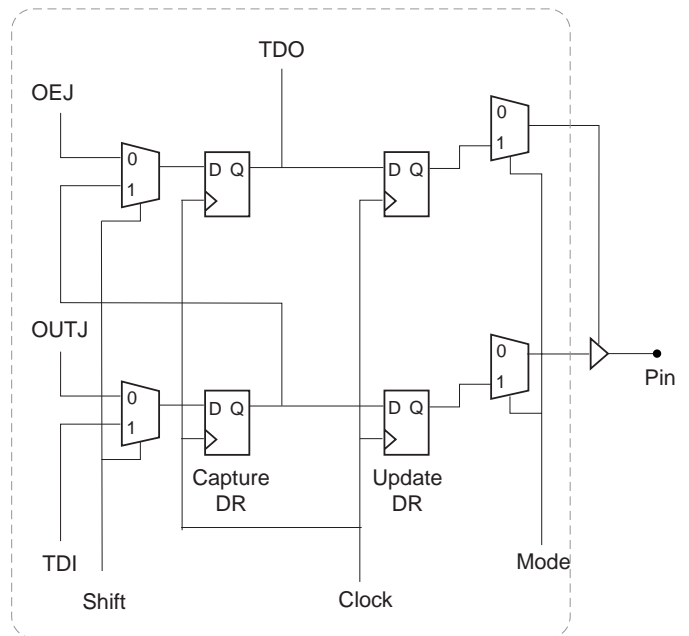 TDO
OEJ
0
1
D Q
D Q
0
1
OUTJ
0
1
D Q
D Q
0
1
Pin
Capture
DR
Update
DR
TDI
Shift
Clock
Mode